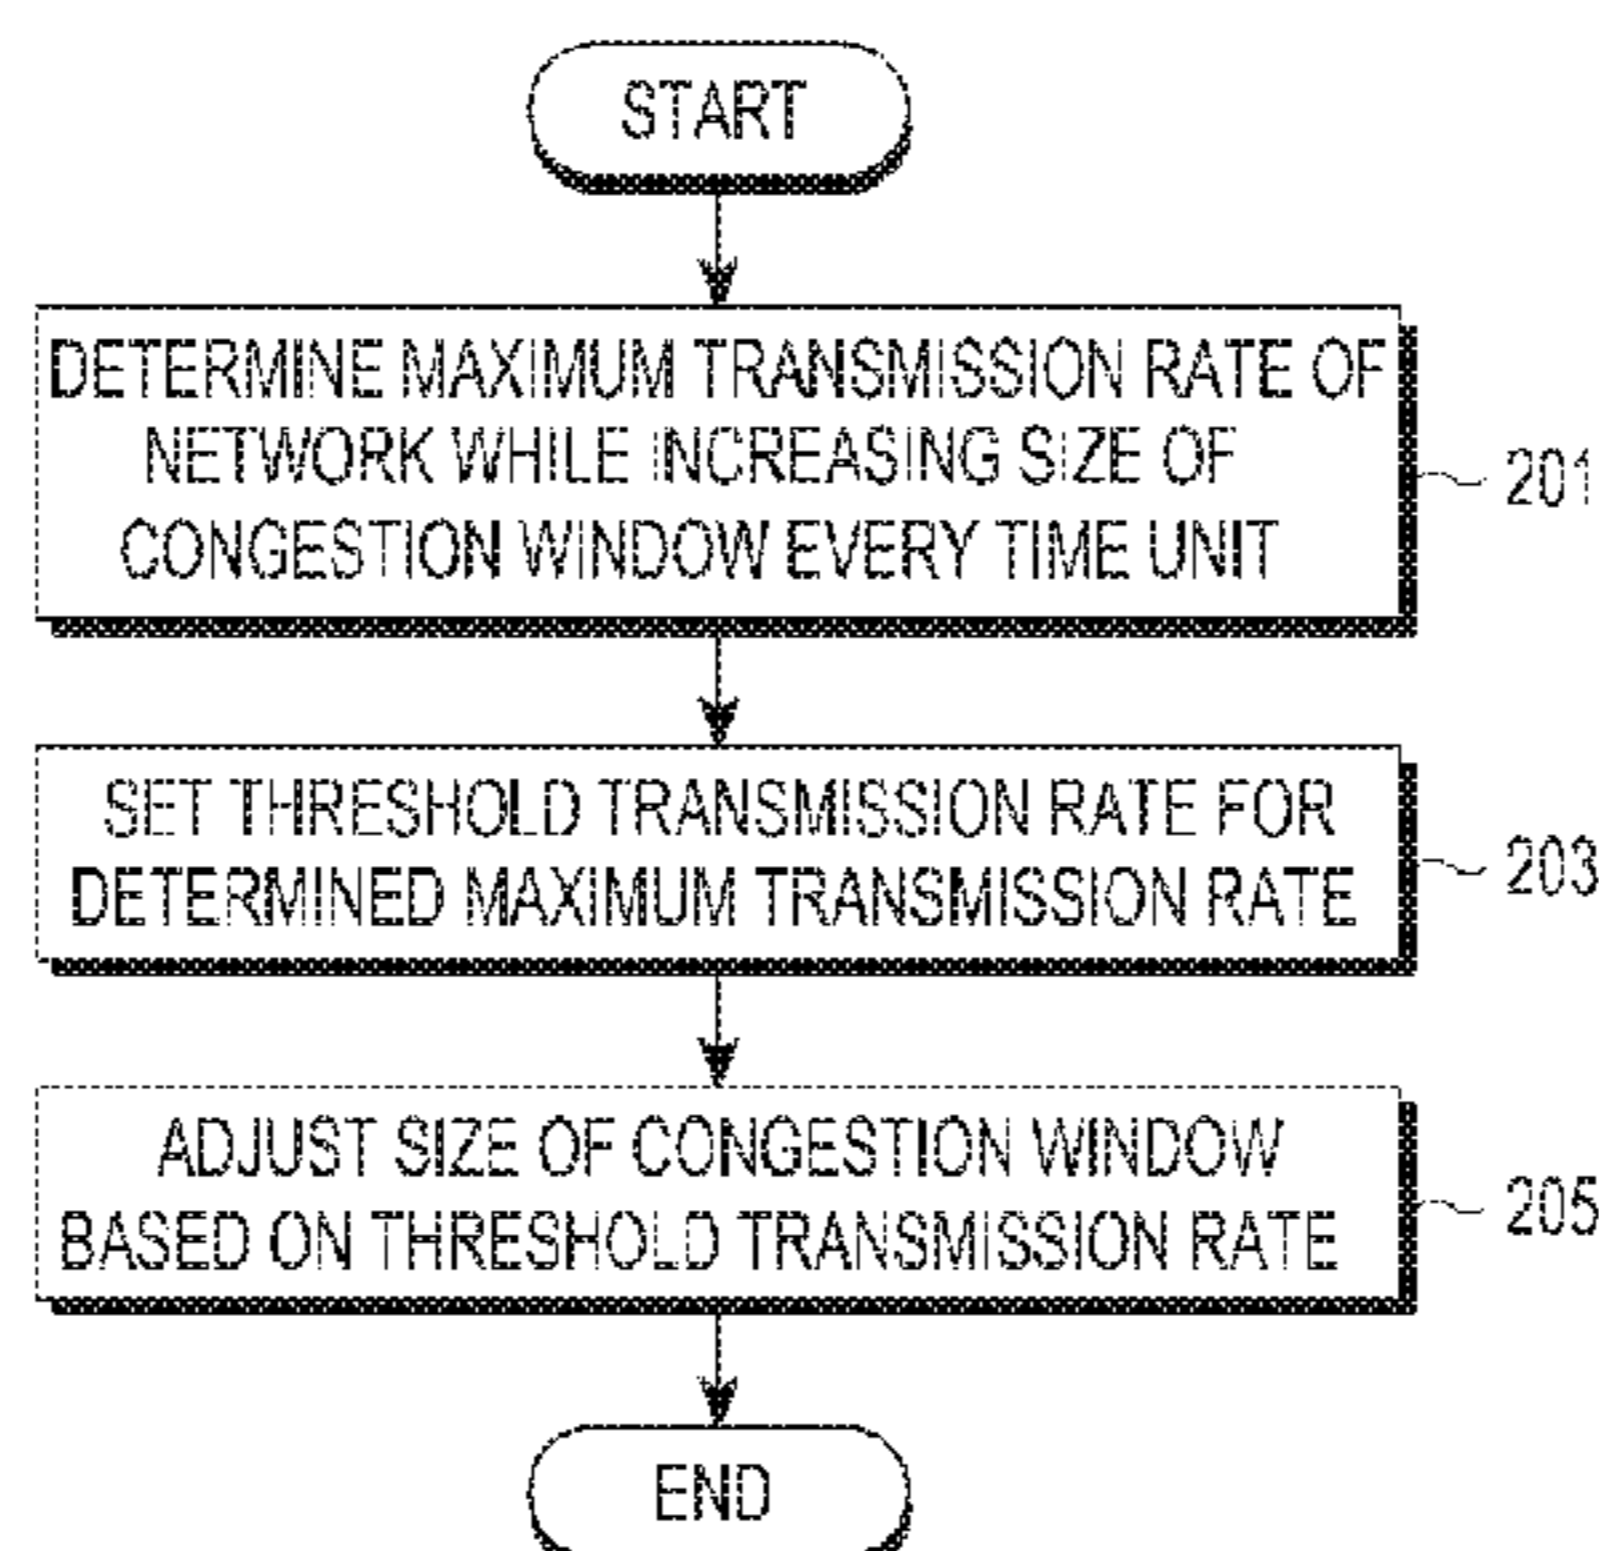 START
DETERMINE MAXIMUM TRANSMISSION RATE OF
NETWORK WHILE INCREASING SIZE OF
CONGESTION WINDOW EVERY TIME UNIT
201
SET THRESHOLD TRANSMISSION RATE FOR
DETERMINED MAXIMUM TRANSMISSION RATE
203
ADJUST SIZE OF CONGESTION WINDOW
BASED ON THRESHOLD TRANSMISSION RATE
205
END